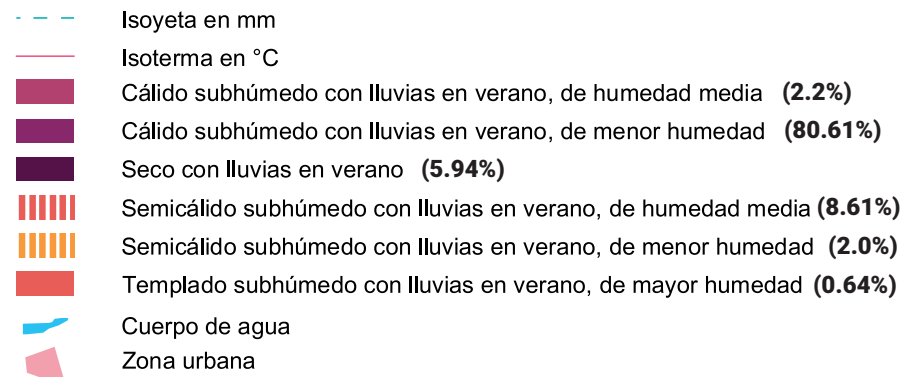 Isoyeta en mm
Isoterma en °C
Cálido subhúmedo con lluvias en verano, de humedad media (2.2%)
Cálido subhúmedo con lluvias en verano, de menor humedad (80.61%)
Seco con lluvias en verano (5.94%)
Semicálido subhúmedo con lluvias en verano, de humedad media (8.61%)
Semicálido subhúmedo con lluvias en verano, de menor humedad (2.0%)
Templado subhúmedo con lluvias en verano, de mayor humedad (0.64%)
Cuerpo de agua
Zona urbana